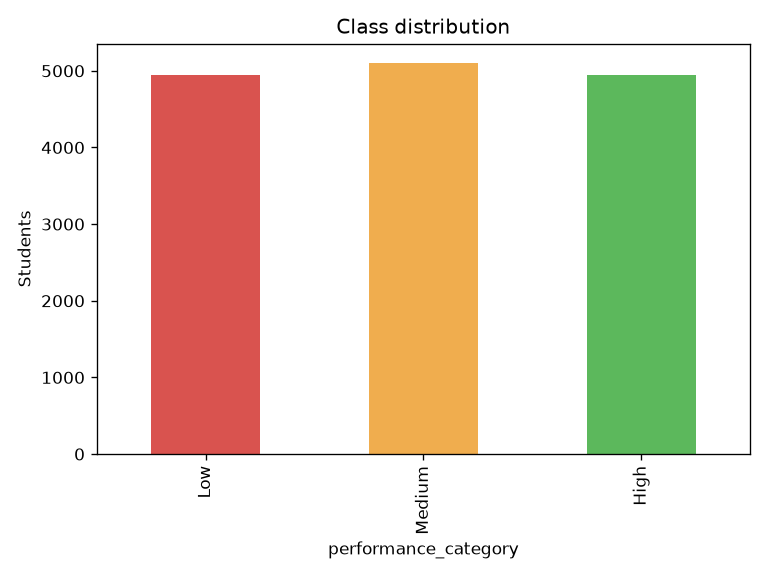 Class distribution
5000
4000
3000
2000
1000
0
Students
Low
Medium
High
performance_category